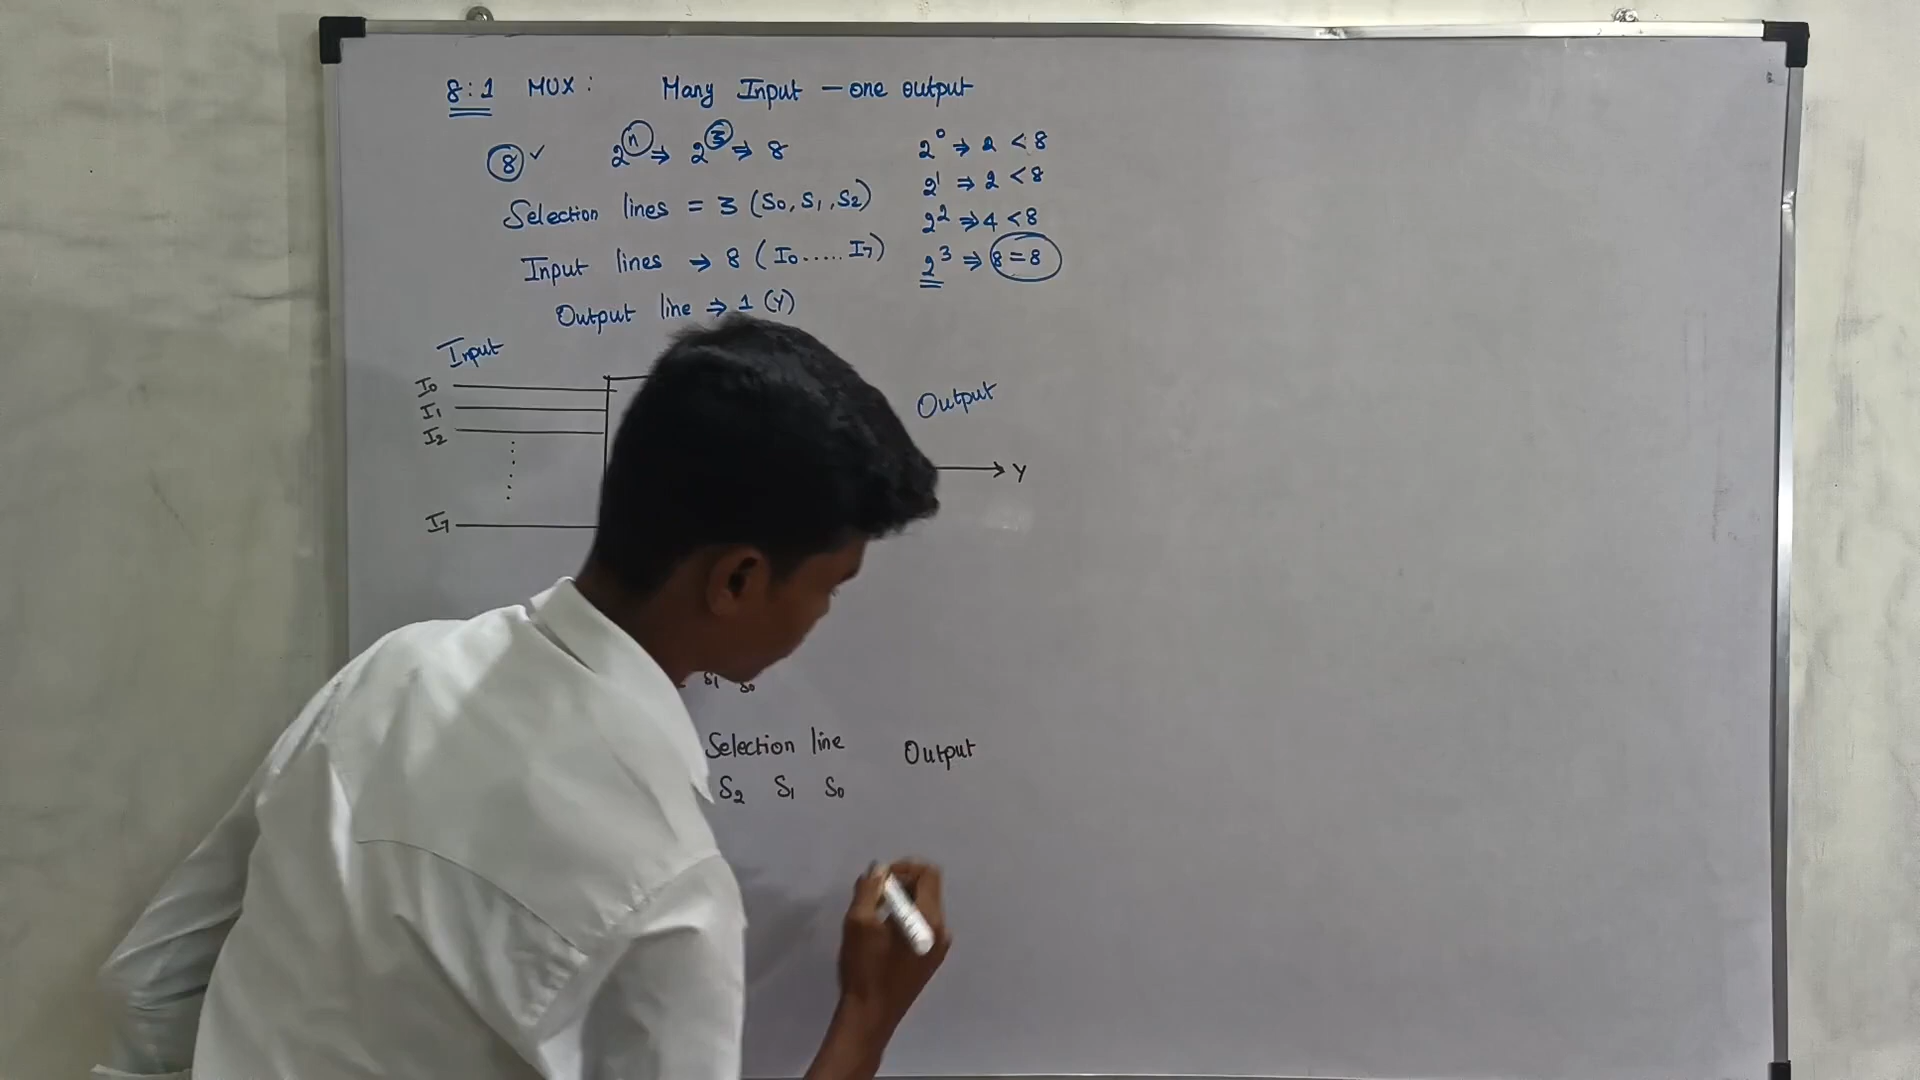 8:1 MUX : Many Input – one output
8 ✓ 2^n ⇒ 2^3 ⇒ 8
2^0 ⇒ 2 < 8
2^1 ⇒ 2 < 8
2^2 ⇒ 4 < 8
2^3 ⇒ 8 = 8
Selection lines = 3 (S0, S1, S2)
Input lines → 8 (I0 ..... I7)
Output line ⇒ 1 (Y)
Input
Output
I0
I1
I2
I7
Y
S1 S0
Selection line Output
S2 S1 S0